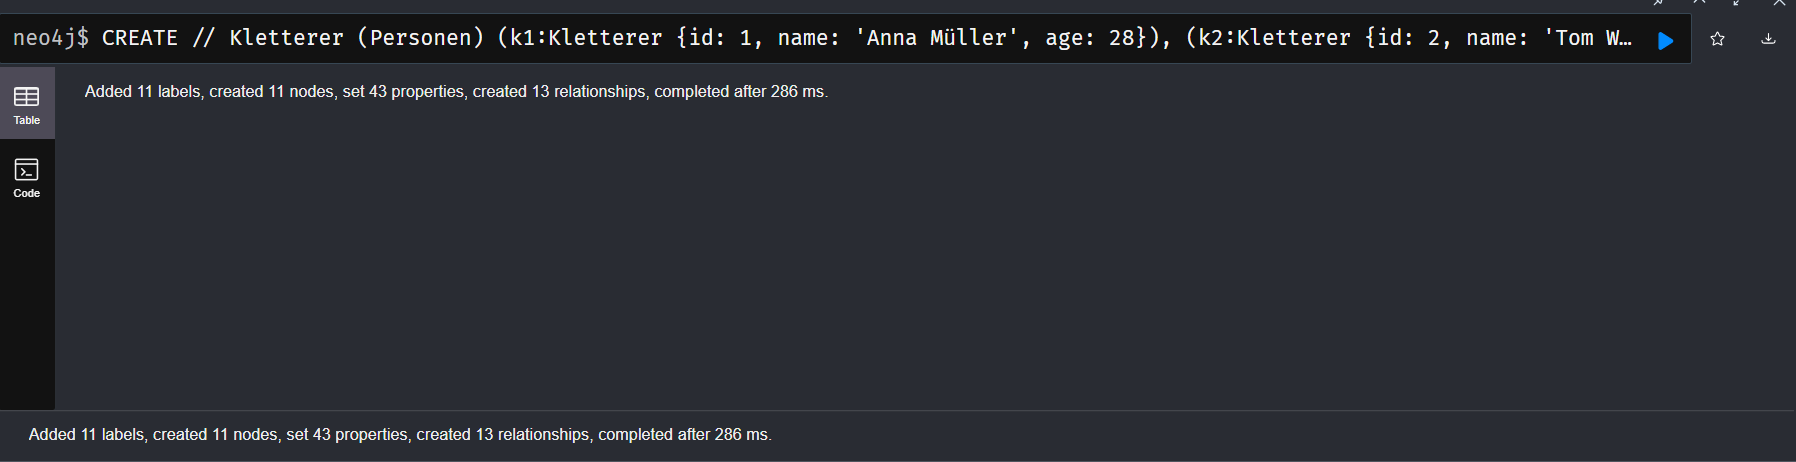 neo4j$ CREATE // Kletterer (Personen) (k1:Kletterer {id: 1, name: 'Anna Müller', age: 28}), (k2:Kletterer {id: 2, name: 'Tom W…
Table
Added 11 labels, created 11 nodes, set 43 properties, created 13 relationships, completed after 286 ms.
Code
Added 11 labels, created 11 nodes, set 43 properties, created 13 relationships, completed after 286 ms.